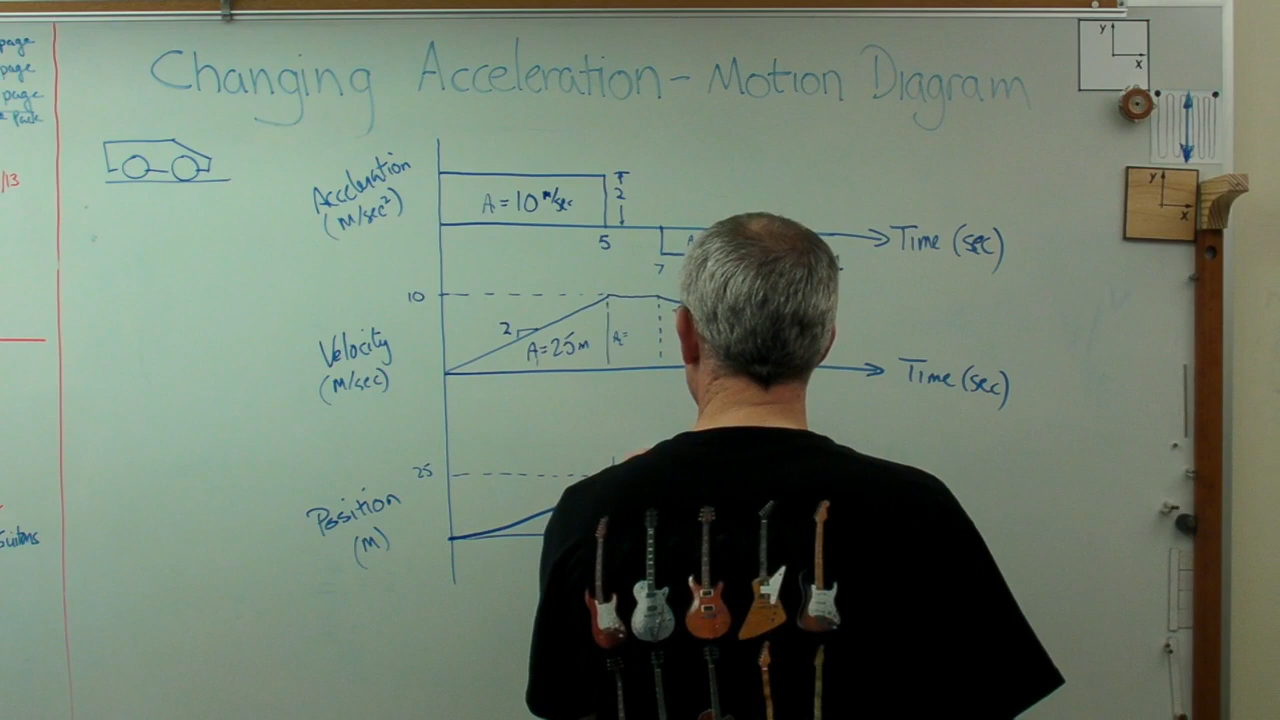 page
page
page
Pack
/13
Changing Acceleration - Motion Diagram
y
x
Acceleration
(m/sec²)
A = 10 m/sec
2
5
7
A
Time (sec)
y
x
10
Velocity
(m/sec)
2
A = 25m
A=
Time (sec)
25
Position
(m)